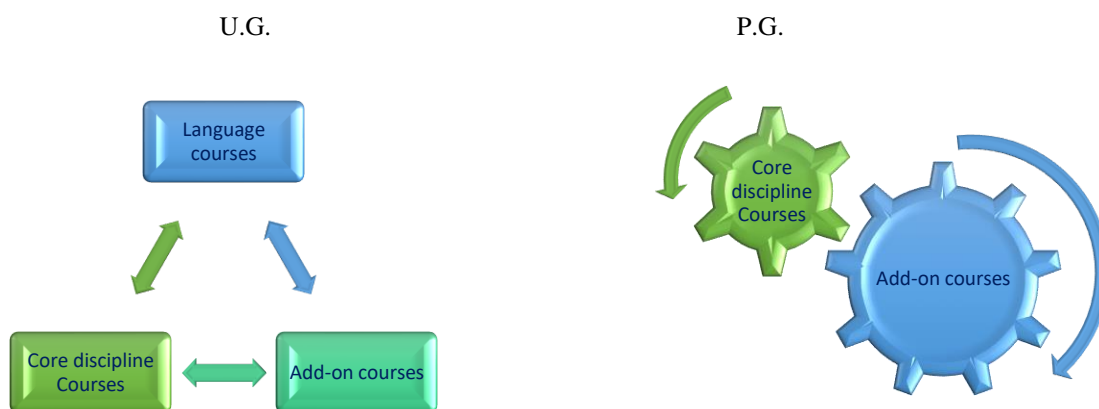 U.G.
P.G.
Language
courses
Core discipline
Courses
Add-on courses
Core
discipline
Courses
Add-on courses